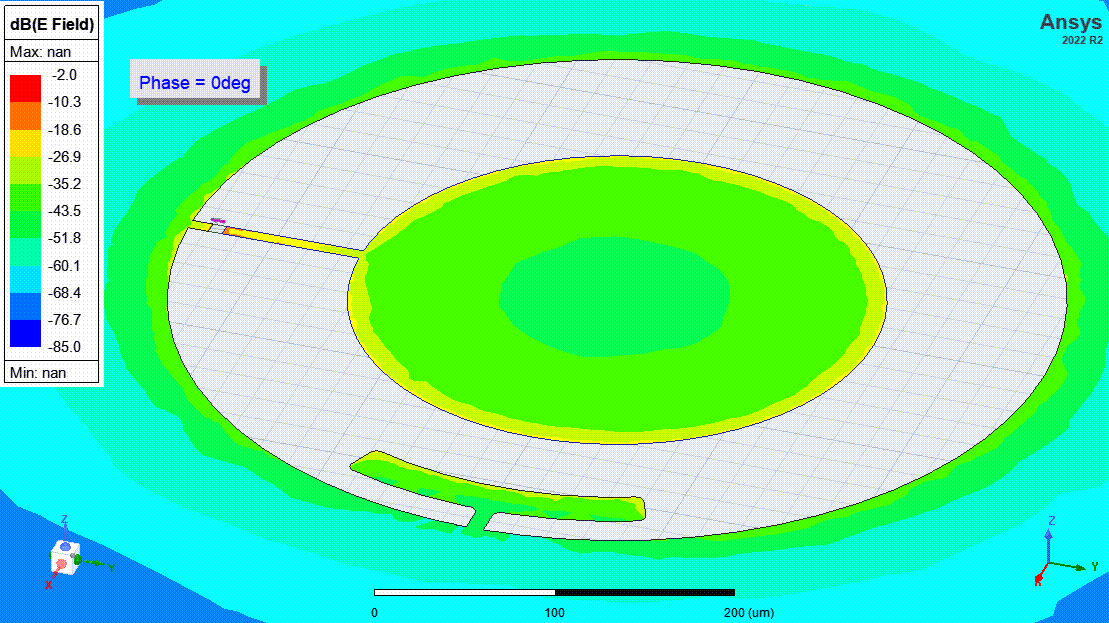 dB(E Field)
Max: nan
-2.0
-10.3
-18.6
-26.9
-35.2
-43.5
-51.8
-60.1
-68.4
-76.7
-85.0
Min: nan
Phase = 0deg
Ansys
2022 R2
Z
Y
X
Z
Y
X
0
100
200 (um)